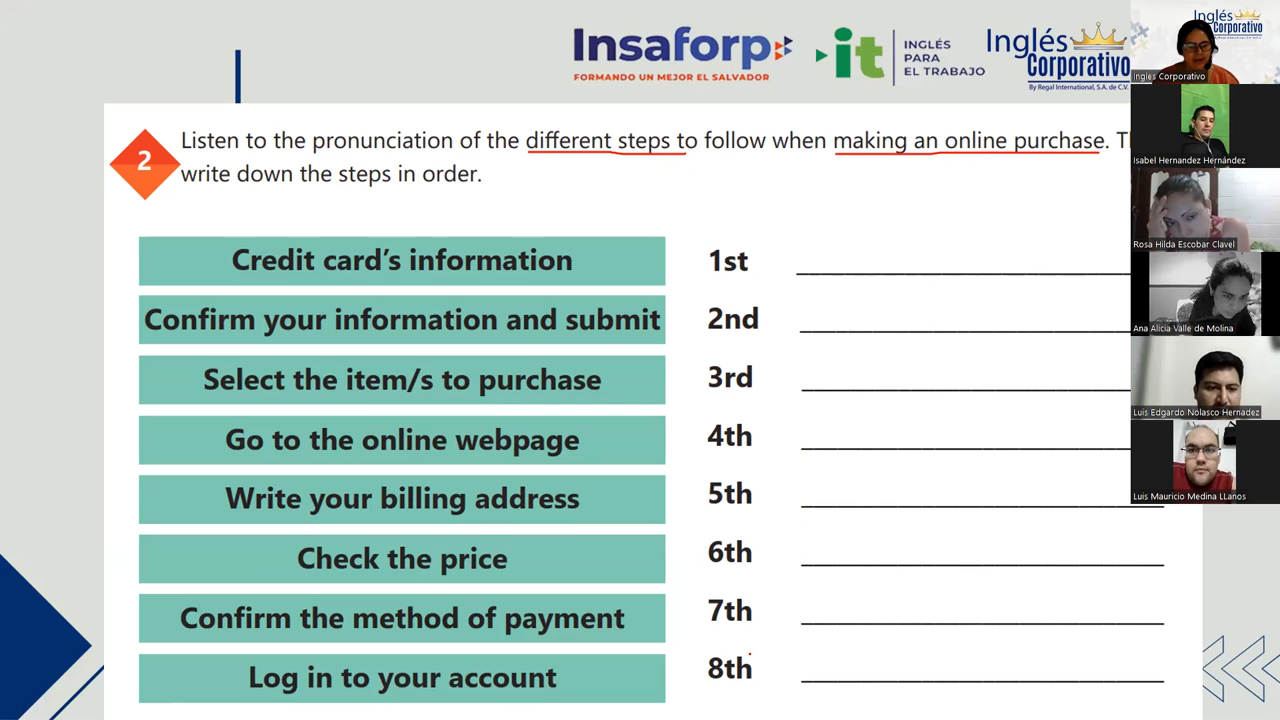 Insaforp
FORMANDO UN MEJOR EL SALVADOR
it
INGLÉS
PARA
EL TRABAJO
Inglés
Corporativo
By Regal International, S.A. de C.V.
Inglés
Corporativo
Ingles Corporativo
Isabel Hernandez Hernández
Rosa Hilda Escobar Clavel
Ana Alicia Valle de Molina
Luis Edgardo Nolasco Hernadez
Luis Mauricio Medina LLanos
2
Listen to the pronunciation of the different steps to follow when making an online purchase.
write down the steps in order.
Credit card's information
Confirm your information and submit
Select the item/s to purchase
Go to the online webpage
Write your billing address
Check the price
Confirm the method of payment
Log in to your account
1st
2nd
3rd
4th
5th
6th
7th
8th